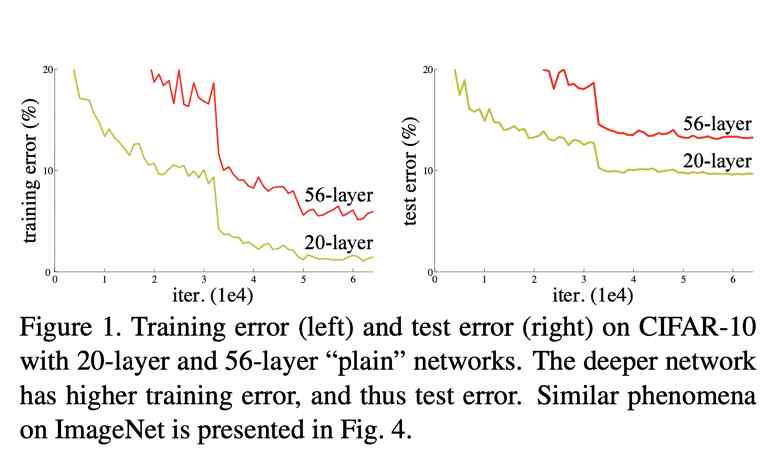 20
10
0
training error (%)
56-layer
20-layer
0 1 2 3 4 5 6
iter. (1e4)
20
10
0
test error (%)
56-layer
20-layer
0 1 2 3 4 5 6
iter. (1e4)
Figure 1. Training error (left) and test error (right) on CIFAR-10
with 20-layer and 56-layer “plain” networks. The deeper network
has higher training error, and thus test error. Similar phenomena
on ImageNet is presented in Fig. 4.